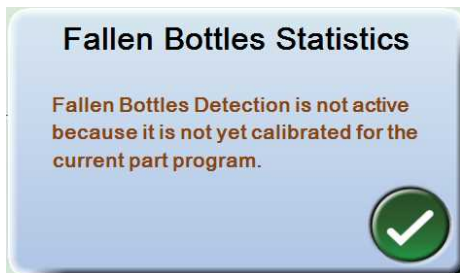 Fallen Bottles Statistics
Fallen Bottles Detection is not active
because it is not yet calibrated for the
current part program.